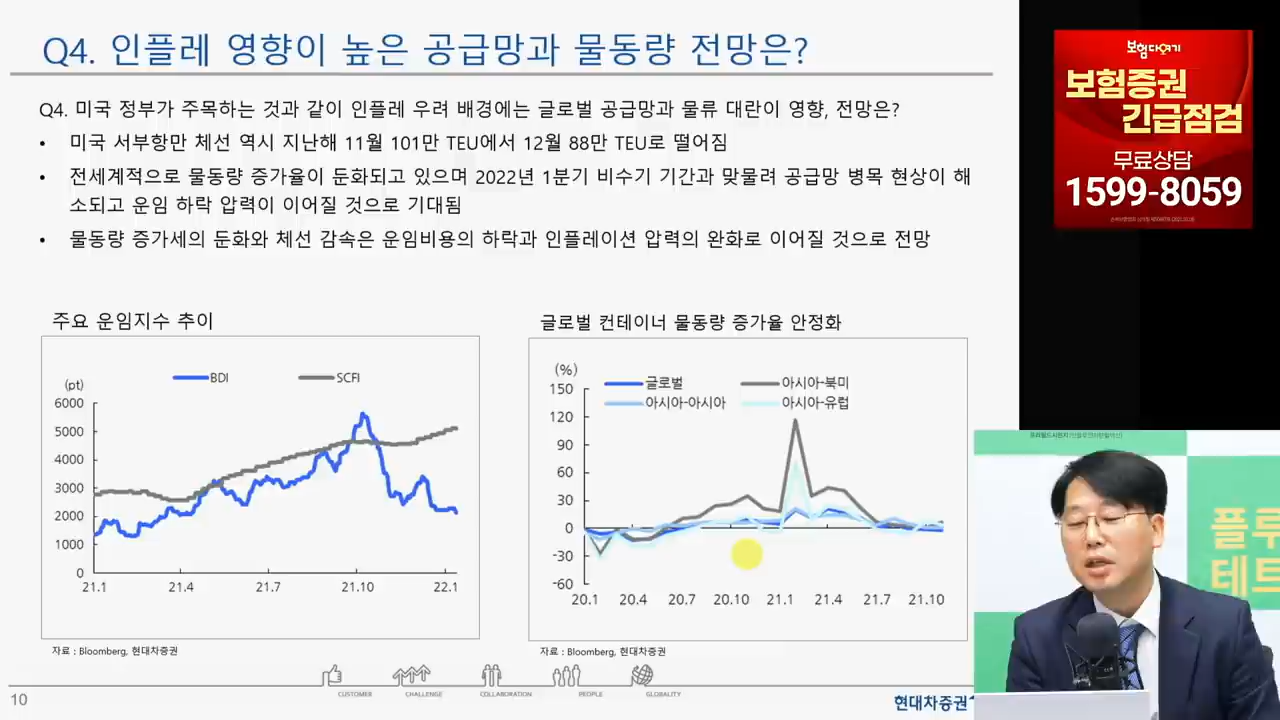 Q4. 인플레 영향이 높은 공급망과 물동량 전망은?
Q4. 미국 정부가 주목하는 것과 같이 인플레 우려 배경에는 글로벌 공급망과 물류 대란이 영향, 전망은?
• 미국 서부항만 체선 역시 지난해 11월 101만 TEU에서 12월 88만 TEU로 떨어짐
• 전세계적으로 물동량 증가율이 둔화되고 있으며 2022년 1분기 비수기 기간과 맞물려 공급망 병목 현상이 해
소되고 운임 하락 압력이 이어질 것으로 기대됨
• 물동량 증가세의 둔화와 체선 감속은 운임비용의 하락과 인플레이션 압력의 완화로 이어질 것으로 전망
주요 운임지수 추이
(pt)
BDI
SCFI
6000
5000
4000
3000
2000
1000
0
21.1
21.4
21.7
21.10
22.1
자료 : Bloomberg, 현대차증권
글로벌 컨테이너 물동량 증가율 안정화
(%)
글로벌
아시아-북미
아시아-아시아
아시아-유럽
150
120
90
60
30
0
-30
-60
20.1
20.4
20.7
20.10
21.1
21.4
21.7
21.10
자료 : Bloomberg, 현대차증권
CUSTOMER
CHALLENGE
COLLABORATION
PEOPLE
GLOBALITY
10
현대차증권
보험다여기
보험증권
긴급점검
무료상담
1599-8059
플루
테트